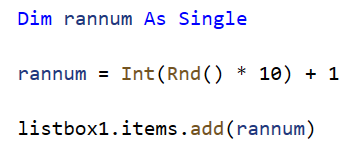 Dim rannum As Single
rannum = Int(Rnd() * 10) + 1
listbox1.items.add(rannum)